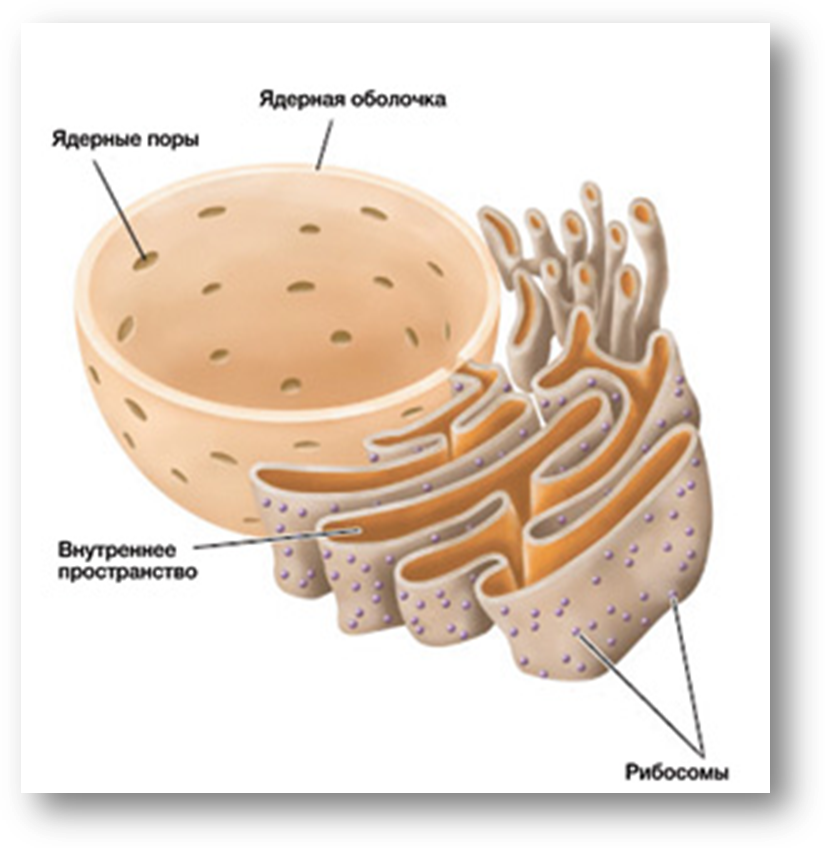 Ядерная оболочка
Ядерные поры
Внутреннее
пространство
Рибосомы